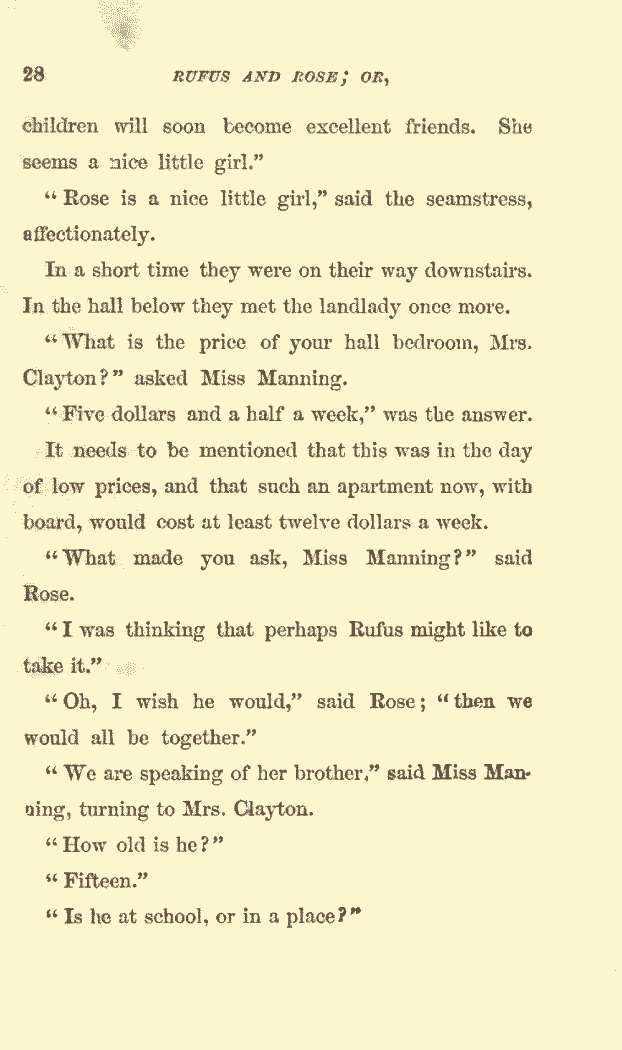 28 RUFUS AND ROSE; OR,
children will soon become excellent friends. She
seems a nice little girl.”
“Rose is a nice little girl,” said the seamstress,
affectionately.
In a short time they were on their way downstairs.
In the hall below they met the landlady once more.
“What is the price of your hall bedroom, Mrs.
Clayton?” asked Miss Manning.
“Five dollars and a half a week,” was the answer.
It needs to be mentioned that this was in the day
of low prices, and that such an apartment now, with
board, would cost at least twelve dollars a week.
“What made you ask, Miss Manning?” said
Rose.
“I was thinking that perhaps Rufus might like to
take it.”
“Oh, I wish he would,” said Rose; “then we
would all be together.”
“We are speaking of her brother,” said Miss Man-
ning, turning to Mrs. Clayton.
“How old is he?”
“Fifteen.”
“Is he at school, or in a place?”